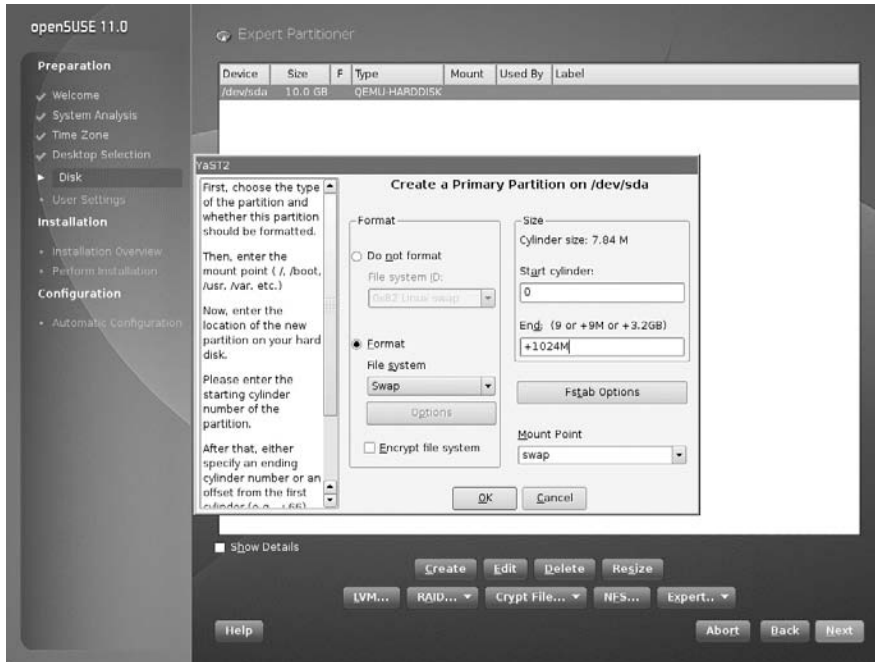 openSUSE 11.0
Preparation
Welcome
System Analysis
Time Zone
Desktop Selection
Disk
User Settings
Installation
Installation Overview
Perform Installation
Configuration
Automatic Configuration
Expert Partitioner
Device Size F Type Mount Used By Label
/dev/sda 10.0 GB QEMU-HARDDISK
YaST2
First, choose the type
of the partition and
whether this partition
should be formatted.
Then, enter the
mount point ( /, /boot,
/usr, /var, etc.)
Now, enter the
location of the new
partition on your hard
disk.
Please enter the
starting cylinder
number of the
partition.
After that, either
specify an ending
cylinder number or an
offset from the first
cylinder (e.g., +66)
Create a Primary Partition on /dev/sda
Format
Do not format
File system ID:
0x82 Linux swap
Format
File system
Swap
Options
Encrypt file system
Size
Cylinder size: 7.84 M
Start cylinder:
0
End: (9 or +9M or +3.2GB)
+1024M
Fstab Options
Mount Point
swap
OK Cancel
Show Details
Create Edit Delete Resize
LVM... RAID... Crypt File... NFS... Expert..
Help Abort Back Next